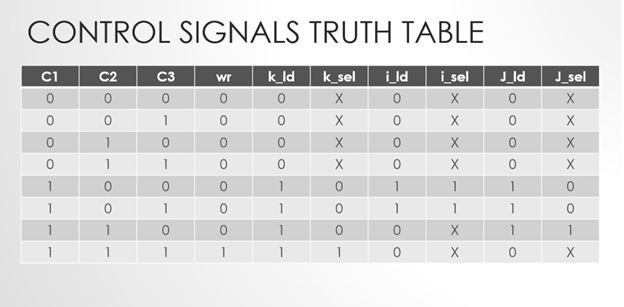 CONTROL SIGNALS TRUTH TABLE
C1 C2 C3 wr k_ld k_sel i_ld i_sel J_ld J_sel
0 0 0 0 0 X 0 X 0 X
0 0 1 0 0 X 0 X 0 X
0 1 0 0 0 X 0 X 0 X
0 1 1 0 0 X 0 X 0 X
1 0 0 0 1 0 1 1 1 0
1 0 1 0 1 0 1 1 1 0
1 1 0 0 1 0 0 X 1 1
1 1 1 1 1 1 0 X 0 X